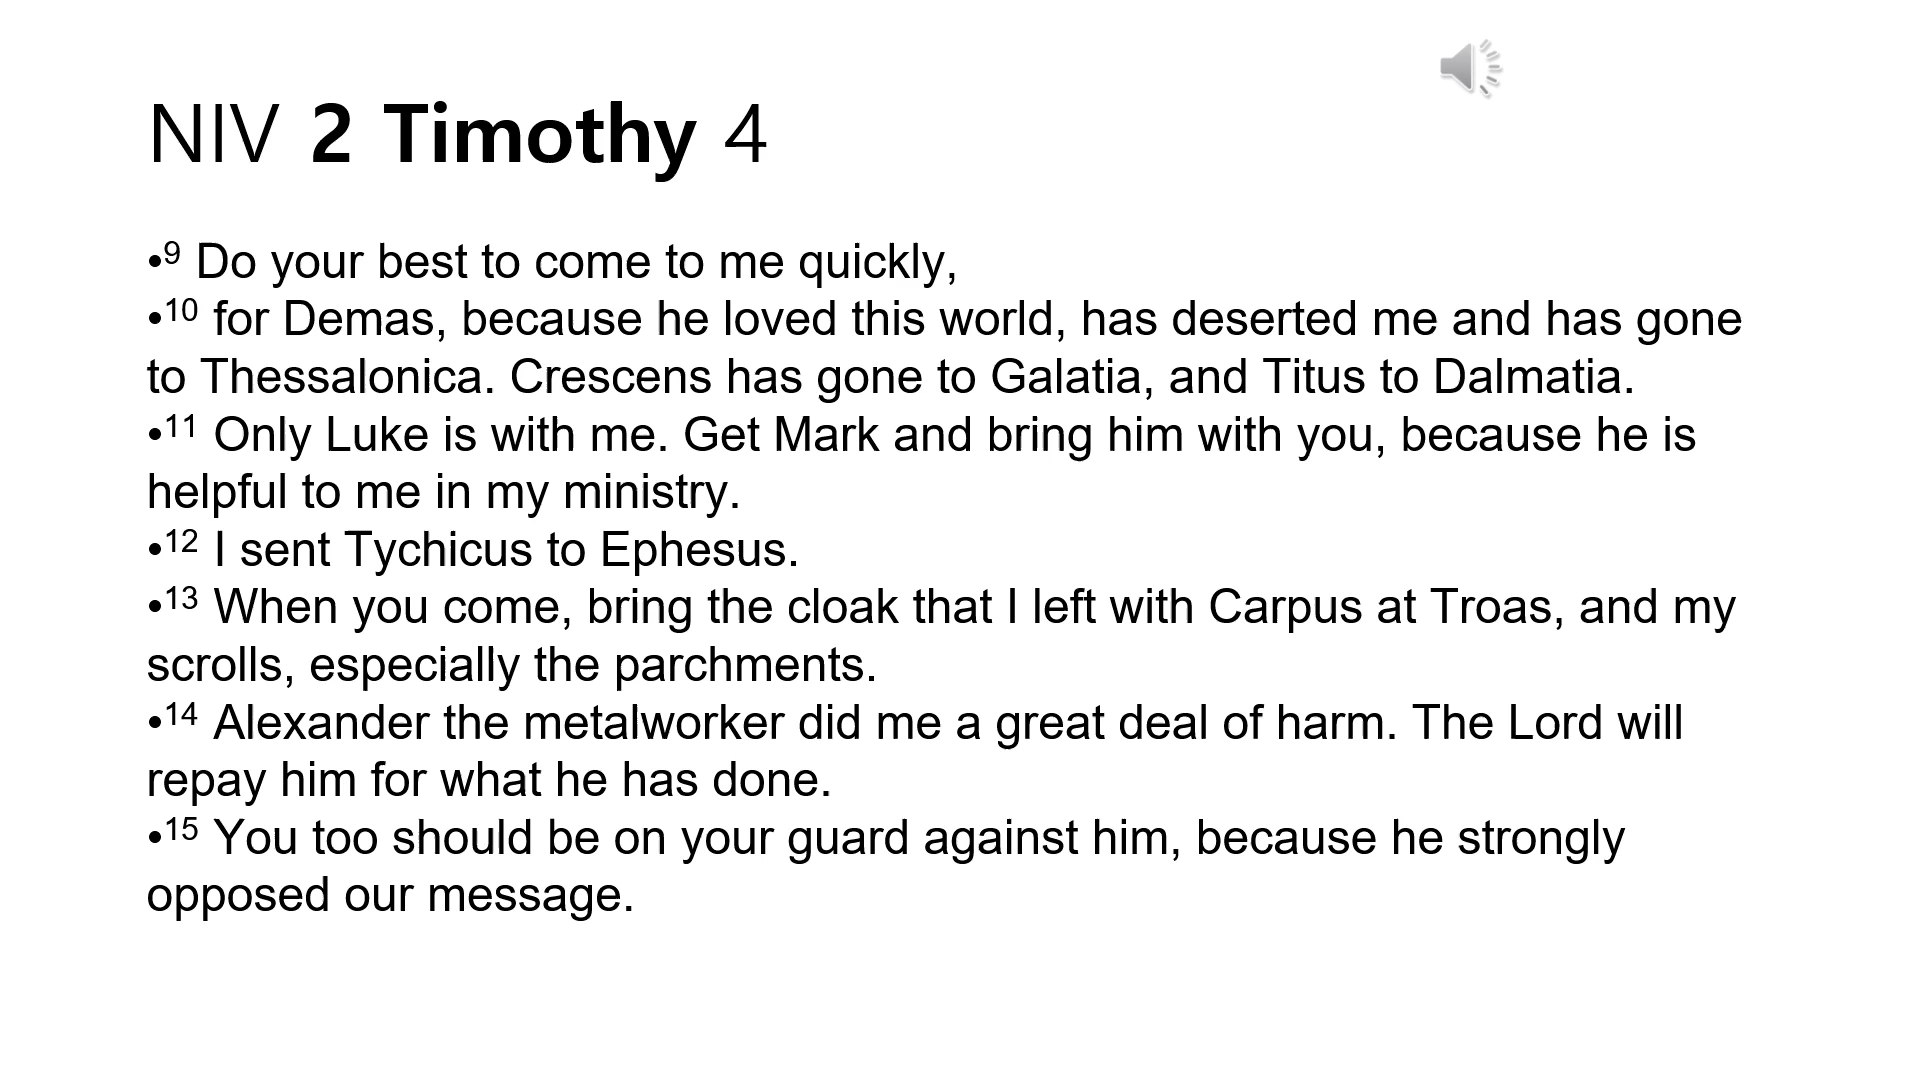 NIV 2 Timothy 4
•9 Do your best to come to me quickly,
•10 for Demas, because he loved this world, has deserted me and has gone
to Thessalonica. Crescens has gone to Galatia, and Titus to Dalmatia.
•11 Only Luke is with me. Get Mark and bring him with you, because he is
helpful to me in my ministry.
•12 I sent Tychicus to Ephesus.
•13 When you come, bring the cloak that I left with Carpus at Troas, and my
scrolls, especially the parchments.
•14 Alexander the metalworker did me a great deal of harm. The Lord will
repay him for what he has done.
•15 You too should be on your guard against him, because he strongly
opposed our message.